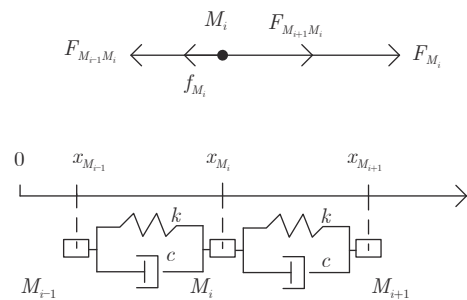 M_i
F_{M_{i-1}M_i} F_{M_{i+1}M_i} F_{M_i}
f_{M_i}
0 x_{M_{i-1}} x_{M_i} x_{M_{i+1}}
k k
c c
M_{i-1} M_i M_{i+1}